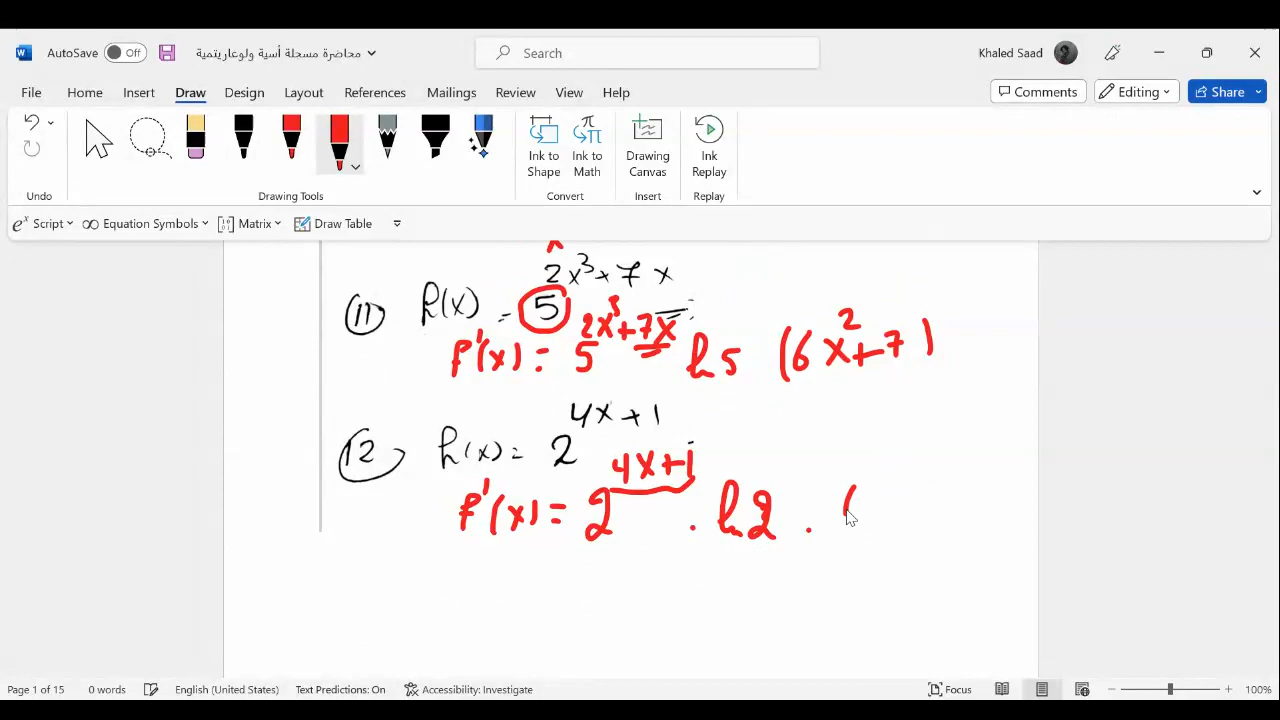 AutoSave Off محاضرة مسجلة أسية ولوغاريتمية Search Khaled Saad
File Home Insert Draw Design Layout References Mailings Review View Help Comments Editing Share
Undo Drawing Tools Ink to Shape Ink to Math Convert Drawing Canvas Insert Ink Replay Replay
eˣ Script ∞ Equation Symbols Matrix Draw Table
(11) h(x) = 5^{2x³+7x}
f'(x) = 5^{2x³+7x} ln5 (6x²+7)
(12) h(x) = 2^{4x+1}
f'(x) = 2^{4x+1} . ln2 . (
Page 1 of 15 0 words English (United States) Text Predictions: On Accessibility: Investigate Focus 100%